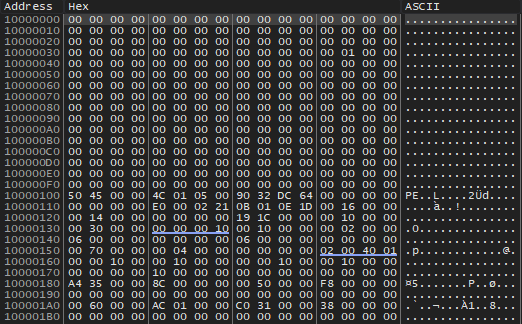 Address Hex ASCII
10000000 00 00 00 00 00 00 00 00 00 00 00 00 00 00 00 00 ................
10000010 00 00 00 00 00 00 00 00 00 00 00 00 00 00 00 00 ................
10000020 00 00 00 00 00 00 00 00 00 00 00 00 00 00 00 00 ................
10000030 00 00 00 00 00 00 00 00 00 00 00 00 00 01 00 00 ................
10000040 00 00 00 00 00 00 00 00 00 00 00 00 00 00 00 00 ................
10000050 00 00 00 00 00 00 00 00 00 00 00 00 00 00 00 00 ................
10000060 00 00 00 00 00 00 00 00 00 00 00 00 00 00 00 00 ................
10000070 00 00 00 00 00 00 00 00 00 00 00 00 00 00 00 00 ................
10000080 00 00 00 00 00 00 00 00 00 00 00 00 00 00 00 00 ................
10000090 00 00 00 00 00 00 00 00 00 00 00 00 00 00 00 00 ................
100000A0 00 00 00 00 00 00 00 00 00 00 00 00 00 00 00 00 ................
100000B0 00 00 00 00 00 00 00 00 00 00 00 00 00 00 00 00 ................
100000C0 00 00 00 00 00 00 00 00 00 00 00 00 00 00 00 00 ................
100000D0 00 00 00 00 00 00 00 00 00 00 00 00 00 00 00 00 ................
100000E0 00 00 00 00 00 00 00 00 00 00 00 00 00 00 00 00 ................
100000F0 00 00 00 00 00 00 00 00 00 00 00 00 00 00 00 00 ................
10000100 50 45 00 00 4C 01 05 00 90 32 DC 64 00 00 00 00 PE..L....2Üd....
10000110 00 00 00 00 E0 00 02 21 0B 01 0E 1D 00 16 00 00 ....à..!........
10000120 00 14 00 00 00 00 00 00 19 1C 00 00 00 10 00 00 ................
10000130 00 30 00 00 00 00 00 10 00 10 00 00 00 02 00 00 .0..............
10000140 06 00 00 00 00 00 00 00 06 00 00 00 00 00 00 00 ................
10000150 00 70 00 00 00 04 00 00 00 00 00 00 02 00 40 01 .p............@.
10000160 00 00 10 00 00 10 00 00 00 00 10 00 00 10 00 00 ................
10000170 00 00 00 00 10 00 00 00 00 00 00 00 00 00 00 00 ................
10000180 A4 35 00 00 8C 00 00 00 00 50 00 00 F8 00 00 00 ¤5.......P..ø...
10000190 00 00 00 00 00 00 00 00 00 00 00 00 00 00 00 00 ................
100001A0 00 60 00 00 AC 01 00 00 C0 31 00 00 38 00 00 00 .`..¬...À1..8...
100001B0 00 00 00 00 00 00 00 00 00 00 00 00 00 00 00 00 ................